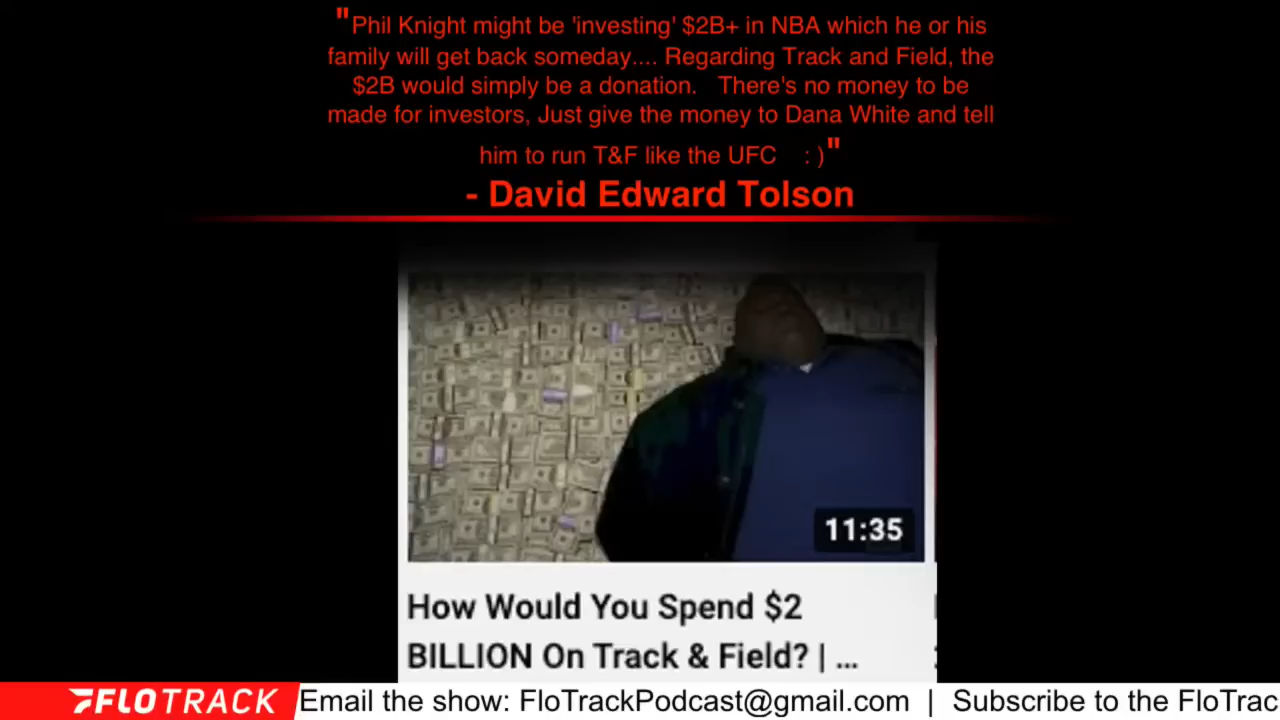 "Phil Knight might be 'investing' $2B+ in NBA which he or his
family will get back someday.... Regarding Track and Field, the
$2B would simply be a donation. There's no money to be
made for investors, Just give the money to Dana White and tell
him to run T&F like the UFC : )"
- David Edward Tolson
11:35
How Would You Spend $2
BILLION On Track & Field? | ...
FLOTRACK Email the show: FloTrackPodcast@gmail.com | Subscribe to the FloTrac